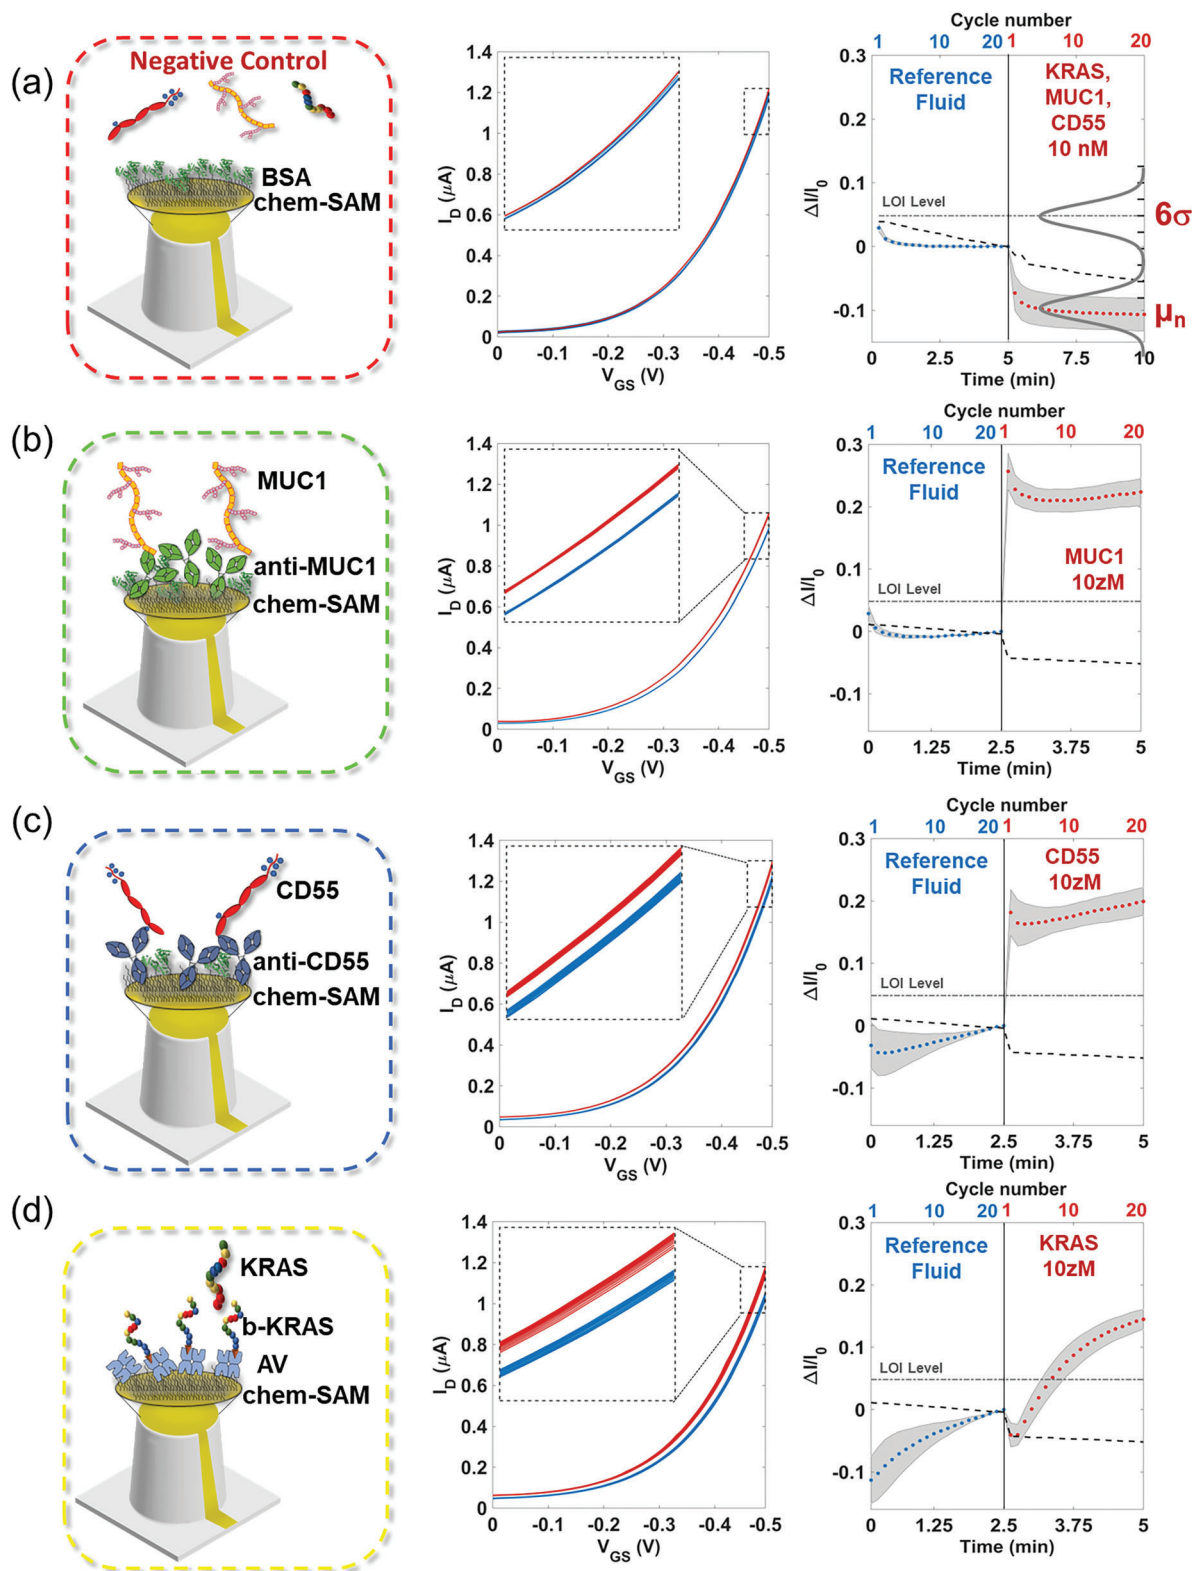 (a)
Negative Control
BSA
chem-SAM
1.4
1.2
1
0.8
0.6
0.4
0.2
0
I_D (µA)
0 -0.1 -0.2 -0.3 -0.4 -0.5
V_GS (V)
Cycle number
1 10 20 1 10 20
0.3
0.2
0.1
0
-0.1
ΔI/I_0
Reference
Fluid
KRAS,
MUC1,
CD55
10 nM
LOI Level
6σ
µ_n
0 2.5 5 7.5 10
Time (min)
(b)
MUC1
anti-MUC1
chem-SAM
1.4
1.2
1
0.8
0.6
0.4
0.2
0
I_D (µA)
0 -0.1 -0.2 -0.3 -0.4 -0.5
V_GS (V)
Cycle number
1 10 20 1 10 20
0.3
0.2
0.1
0
-0.1
ΔI/I_0
Reference
Fluid
MUC1
10zM
LOI Level
0 1.25 2.5 3.75 5
Time (min)
(c)
CD55
anti-CD55
chem-SAM
1.4
1.2
1
0.8
0.6
0.4
0.2
0
I_D (µA)
0 -0.1 -0.2 -0.3 -0.4 -0.5
V_GS (V)
Cycle number
1 10 20 1 10 20
0.3
0.2
0.1
0
-0.1
ΔI/I_0
Reference
Fluid
CD55
10zM
LOI Level
0 1.25 2.5 3.75 5
Time (min)
(d)
KRAS
b-KRAS
AV
chem-SAM
1.4
1.2
1
0.8
0.6
0.4
0.2
0
I_D (µA)
0 -0.1 -0.2 -0.3 -0.4 -0.5
V_GS (V)
Cycle number
1 10 20 1 10 20
0.3
0.2
0.1
0
-0.1
ΔI/I_0
Reference
Fluid
KRAS
10zM
LOI Level
0 1.25 2.5 3.75 5
Time (min)